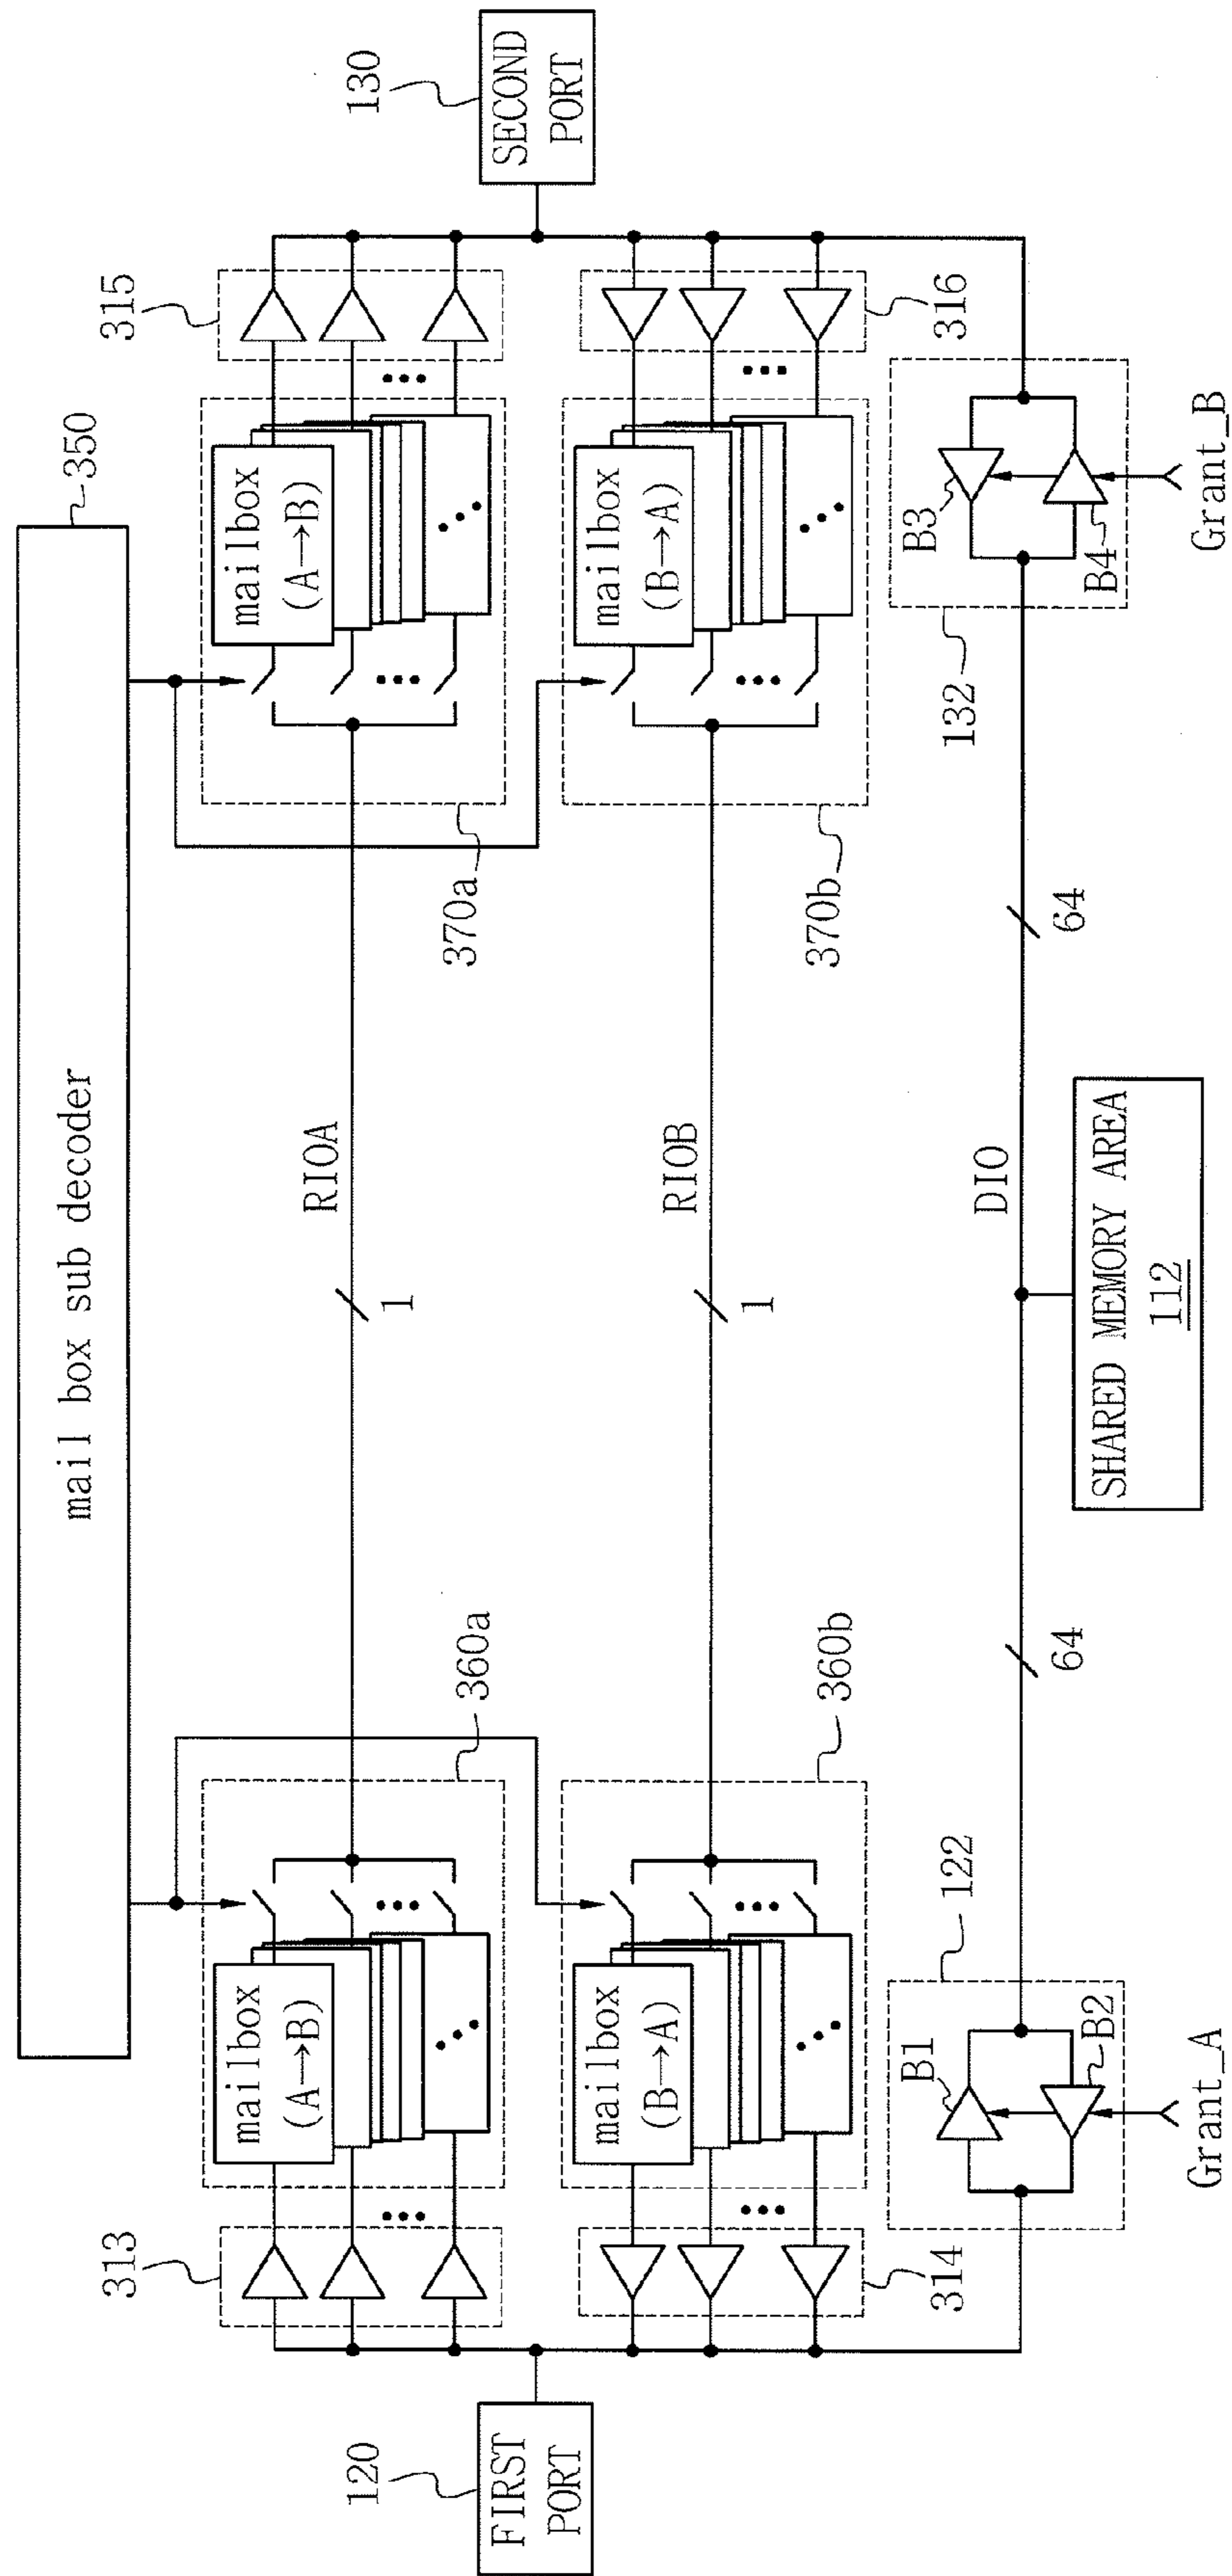 mail box sub decoder
350
313
mailbox
(A→B)
360a
RIOA
1
370a
mailbox
(A→B)
315
120
FIRST
PORT
130
SECOND
PORT
314
mailbox
(B→A)
360b
RIOB
1
370b
mailbox
(B→A)
316
122
B1
B2
Grant_A
64
DIO
64
SHARED MEMORY AREA
112
132
B3
B4
Grant_B